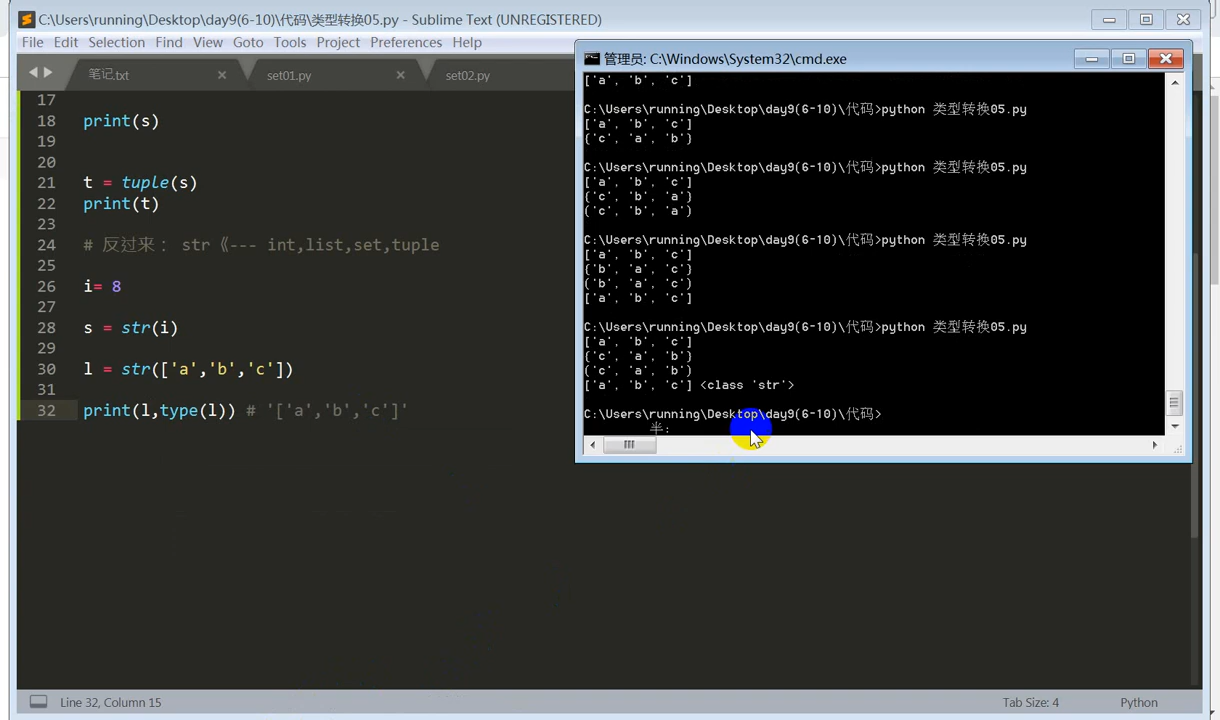 C:\Users\running\Desktop\day9(6-10)\代码\类型转换05.py - Sublime Text (UNREGISTERED)
File Edit Selection Find View Goto Tools Project Preferences Help
笔记.txt × set01.py × set02.py
17
18 print(s)
19
20
21 t = tuple(s)
22 print(t)
23
24 # 反过来： str 《--- int,list,set,tuple
25
26 i= 8
27
28 s = str(i)
29
30 l = str(['a','b','c'])
31
32 print(l,type(l)) # '['a','b','c']'
Line 32, Column 15
Tab Size: 4 Python
管理员: C:\Windows\System32\cmd.exe
['a', 'b', 'c']
C:\Users\running\Desktop\day9(6-10)\代码>python 类型转换05.py
['a', 'b', 'c']
('c', 'a', 'b')
C:\Users\running\Desktop\day9(6-10)\代码>python 类型转换05.py
['a', 'b', 'c']
{'c', 'b', 'a'}
('c', 'b', 'a')
C:\Users\running\Desktop\day9(6-10)\代码>python 类型转换05.py
['a', 'b', 'c']
{'b', 'a', 'c'}
('b', 'a', 'c')
['a', 'b', 'c']
C:\Users\running\Desktop\day9(6-10)\代码>python 类型转换05.py
['a', 'b', 'c']
{'c', 'a', 'b'}
('c', 'a', 'b')
['a', 'b', 'c'] <class 'str'>
C:\Users\running\Desktop\day9(6-10)\代码>
半: